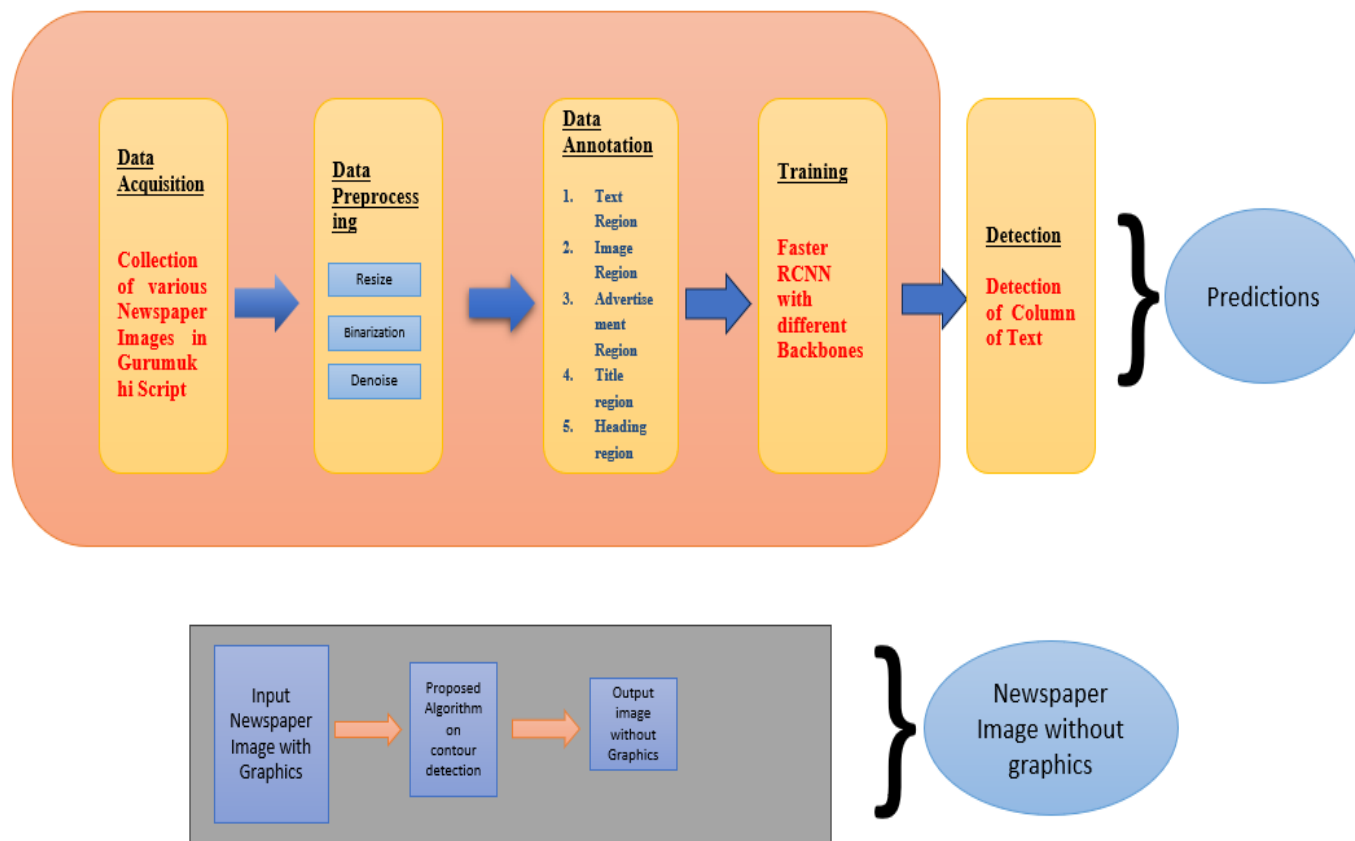 Data
Acquisition
Collection
of various
Newspaper
Images in
Gurumuk
hi Script
Data
Preprocess
ing
Resize
Binarization
Denoise
Data
Annotation
1. Text
Region
2. Image
Region
3. Advertise
ment
Region
4. Title
region
5. Heading
region
Training
Faster
RCNN
with
different
Backbones
Detection
Detection
of Column
of Text
Predictions
Input
Newspaper
Image with
Graphics
Proposed
Algorithm
on
contour
detection
Output
image
without
Graphics
Newspaper
Image without
graphics